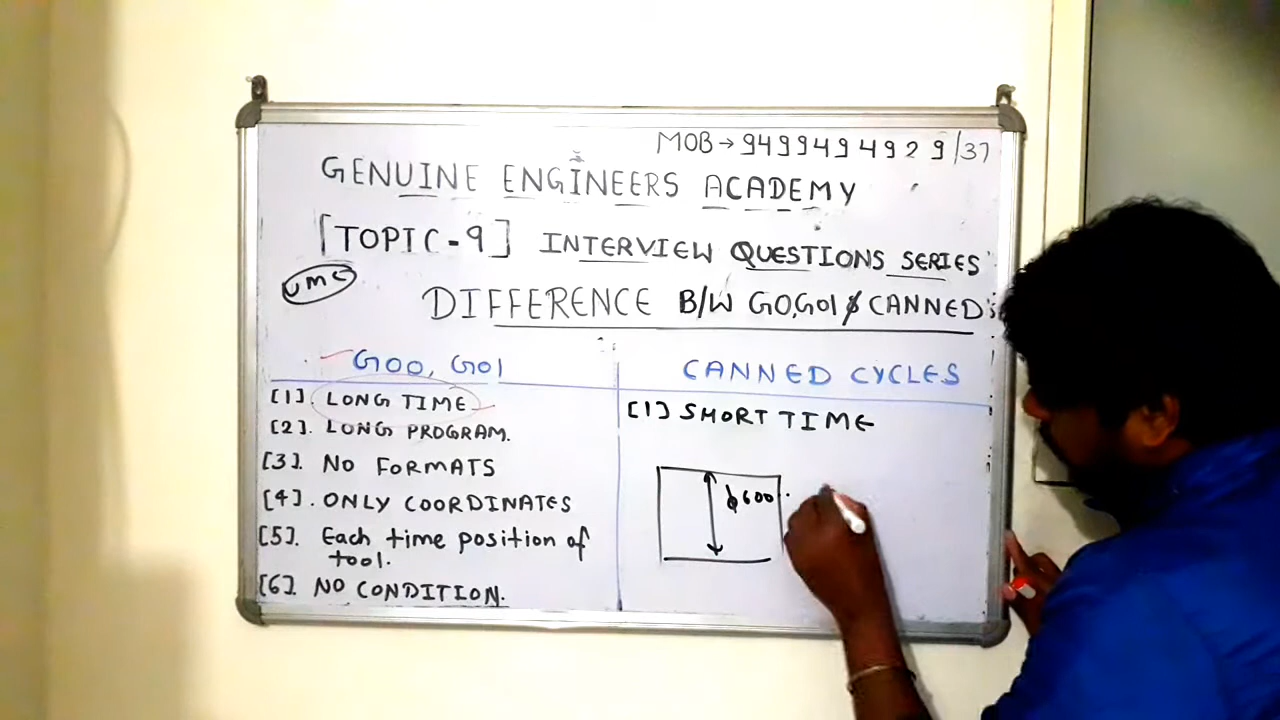 MOB→9499494929/37
GENUINE ENGINEERS ACADEMY
[TOPIC-9] INTERVIEW QUESTIONS SERIES
DIFFERENCE B/W G0,G01 & CANNED
G00, G01
[1]. LONG TIME
[2]. LONG PROGRAM.
[3]. NO FORMATS
[4]. ONLY COORDINATES
[5]. Each time position of
tool.
[6]. NO CONDITION.
CANNED CYCLES
[1] SHORT TIME
ϕ600